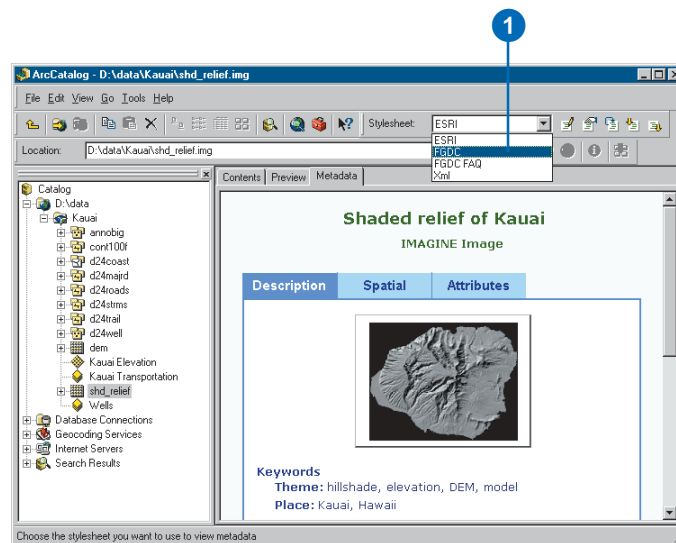 1
ArcCatalog - D:\data\Kauai\shd_relief.img
File Edit View Go Tools Help
Stylesheet: ESRI
ESRI
FGDC
FGDC FAQ
Xml
Location: D:\data\Kauai\shd_relief.img
Contents Preview Metadata
Catalog
D:\data
Kauai
annobig
cont100f
d24coast
d24majrd
d24roads
d24strms
d24trail
d24well
dem
Kauai Elevation
Kauai Transportation
shd_relief
Wells
Database Connections
Geocoding Services
Internet Servers
Search Results
Shaded relief of Kauai
IMAGINE Image
Description Spatial Attributes
Keywords
Theme: hillshade, elevation, DEM, model
Place: Kauai, Hawaii
Choose the stylesheet you want to use to view metadata